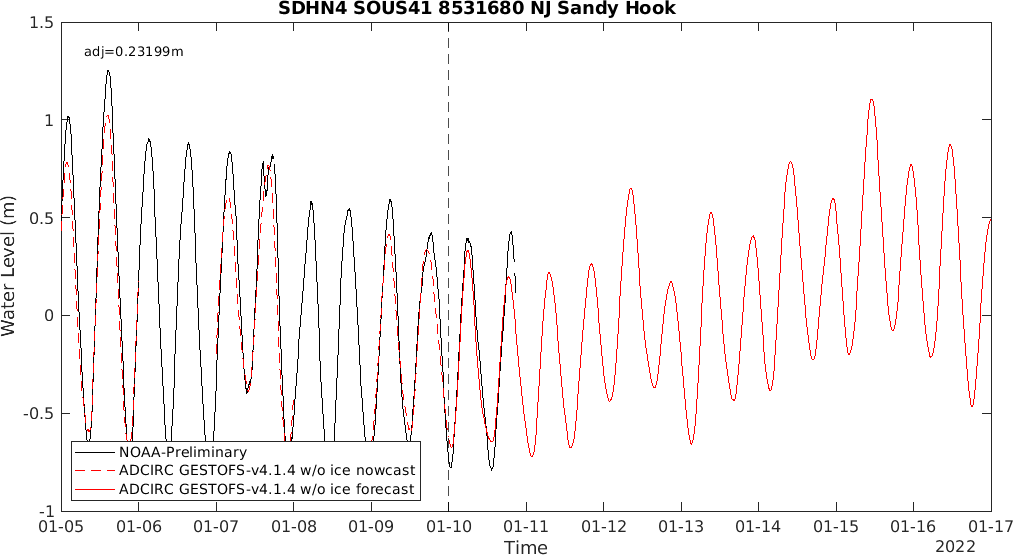 SDHN4 SOUS41 8531680 NJ Sandy Hook
adj=0.23199m
1.5
1
0.5
0
-0.5
-1
Water Level (m)
NOAA-Preliminary
ADCIRC GESTOFS-v4.1.4 w/o ice nowcast
ADCIRC GESTOFS-v4.1.4 w/o ice forecast
01-05 01-06 01-07 01-08 01-09 01-10 01-11 01-12 01-13 01-14 01-15 01-16 01-17
Time
2022